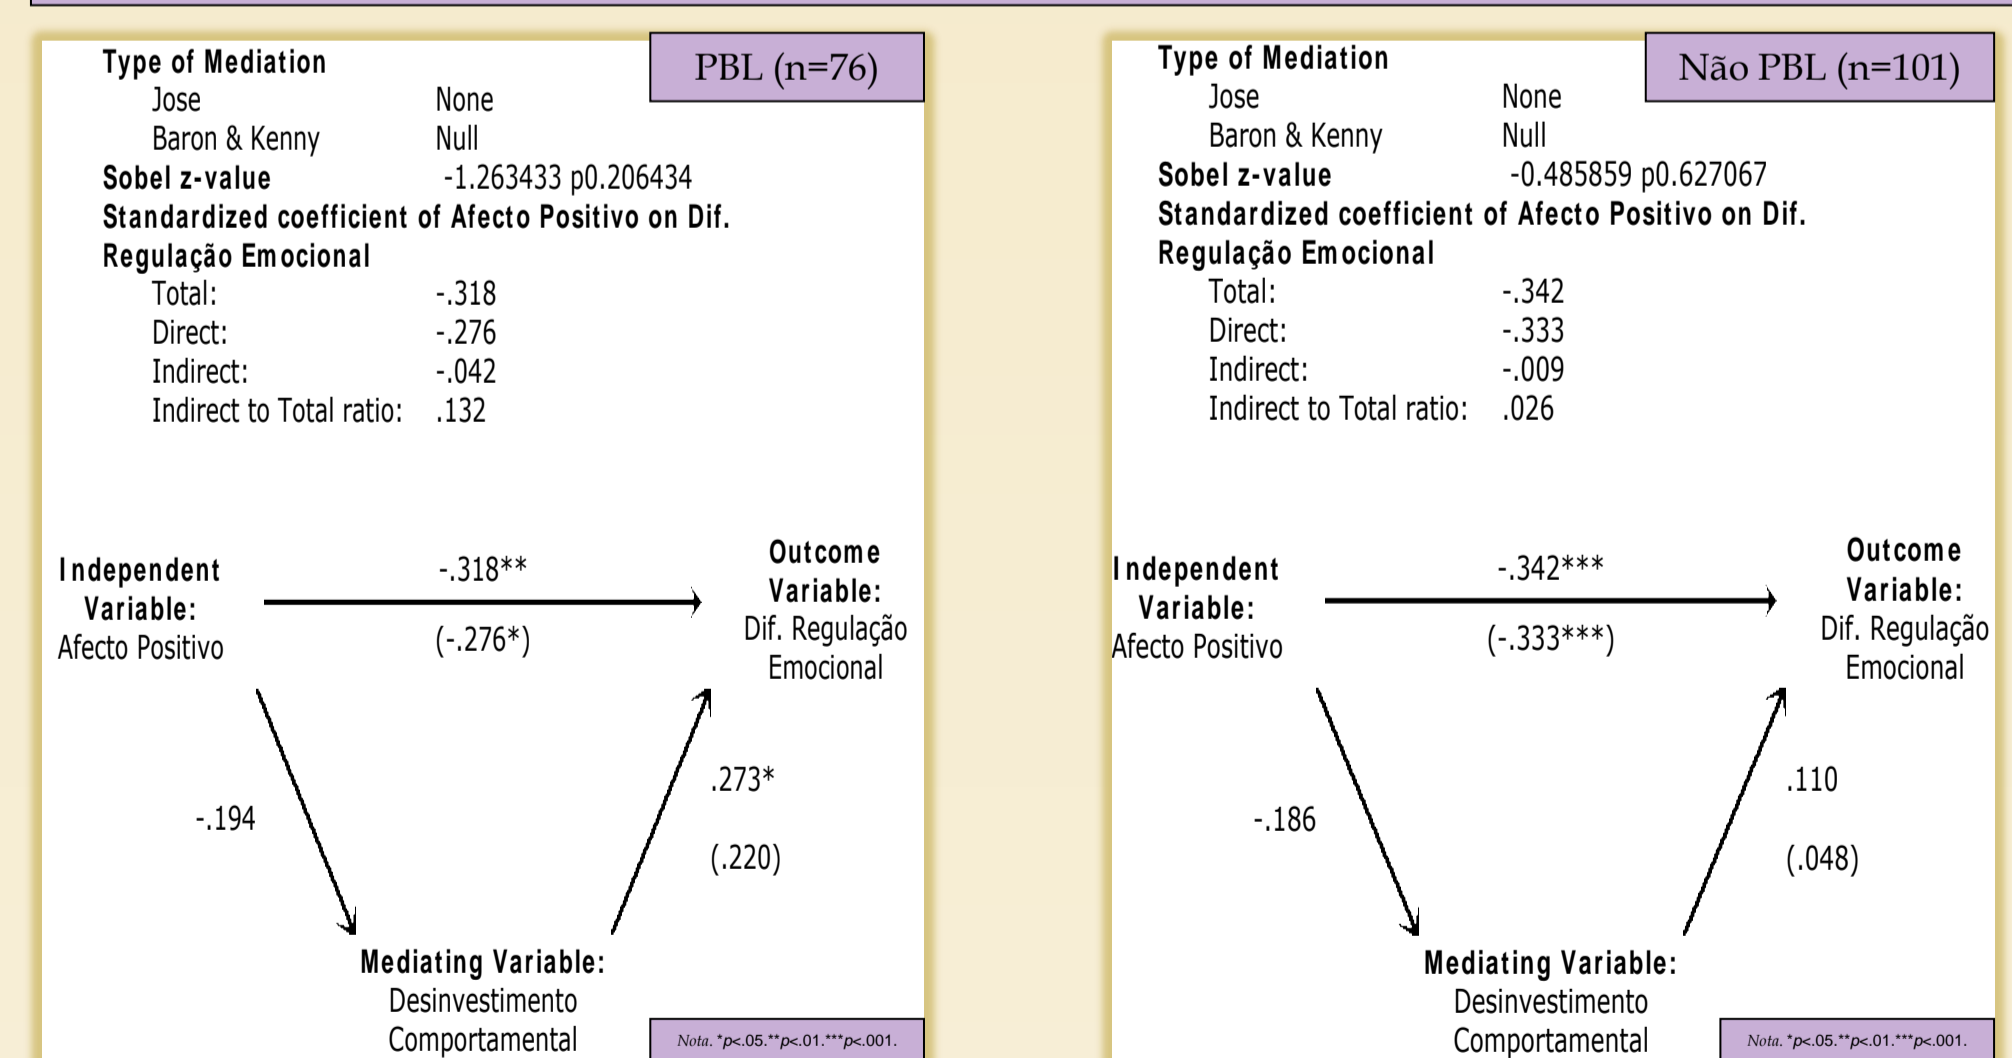 PBL (n=76)
Type of Mediation
Jose None
Baron & Kenny Null
Sobel z-value -1.263433 p0.206434
Standardized coefficient of Afecto Positivo on Dif.
Regulação Emocional
Total: -.318
Direct: -.276
Indirect: -.042
Indirect to Total ratio: .132
Independent
Variable:
Afecto Positivo
-.318**
(-.276*)
Outcome
Variable:
Dif. Regulação
Emocional
-.194
.273*
(.220)
Mediating Variable:
Desinvestimento
Comportamental
Nota. *p<.05.**p<.01.***p<.001.
Não PBL (n=101)
Type of Mediation
Jose None
Baron & Kenny Null
Sobel z-value -0.485859 p0.627067
Standardized coefficient of Afecto Positivo on Dif.
Regulação Emocional
Total: -.342
Direct: -.333
Indirect: -.009
Indirect to Total ratio: .026
Independent
Variable:
Afecto Positivo
-.342***
(-.333***)
Outcome
Variable:
Dif. Regulação
Emocional
-.186
.110
(.048)
Mediating Variable:
Desinvestimento
Comportamental
Nota. *p<.05.**p<.01.***p<.001.